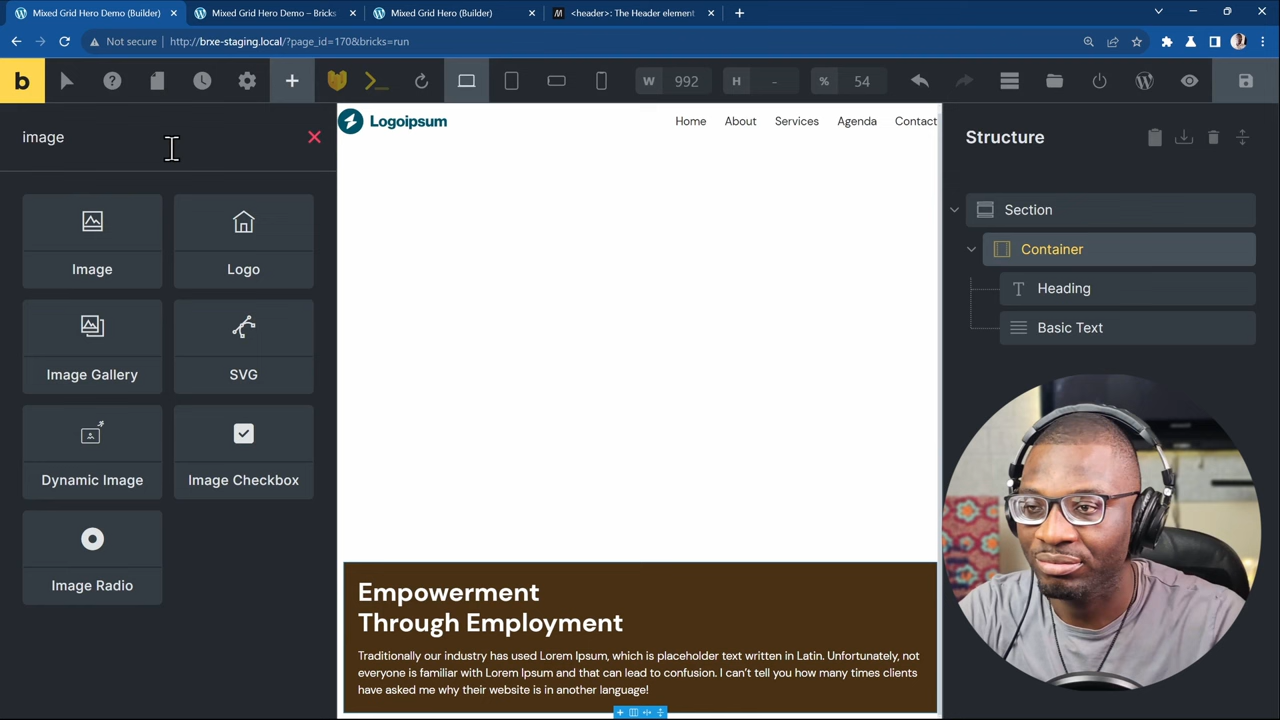 Mixed Grid Hero Demo (Builder)
Mixed Grid Hero Demo – Bricks
Mixed Grid Hero (Builder)
<header>: The Header element
Not secure
http://brxe-staging.local/?page_id=170&bricks=run
b
W 992
H -
% 54
image
Image
Logo
Image Gallery
SVG
Dynamic Image
Image Checkbox
Image Radio
Logoipsum
Home
About
Services
Agenda
Contact
Empowerment
Through Employment
Traditionally our industry has used Lorem Ipsum, which is placeholder text written in Latin. Unfortunately, not
everyone is familiar with Lorem Ipsum and that can lead to confusion. I can't tell you how many times clients
have asked me why their website is in another language!
Structure
Section
Container
Heading
Basic Text